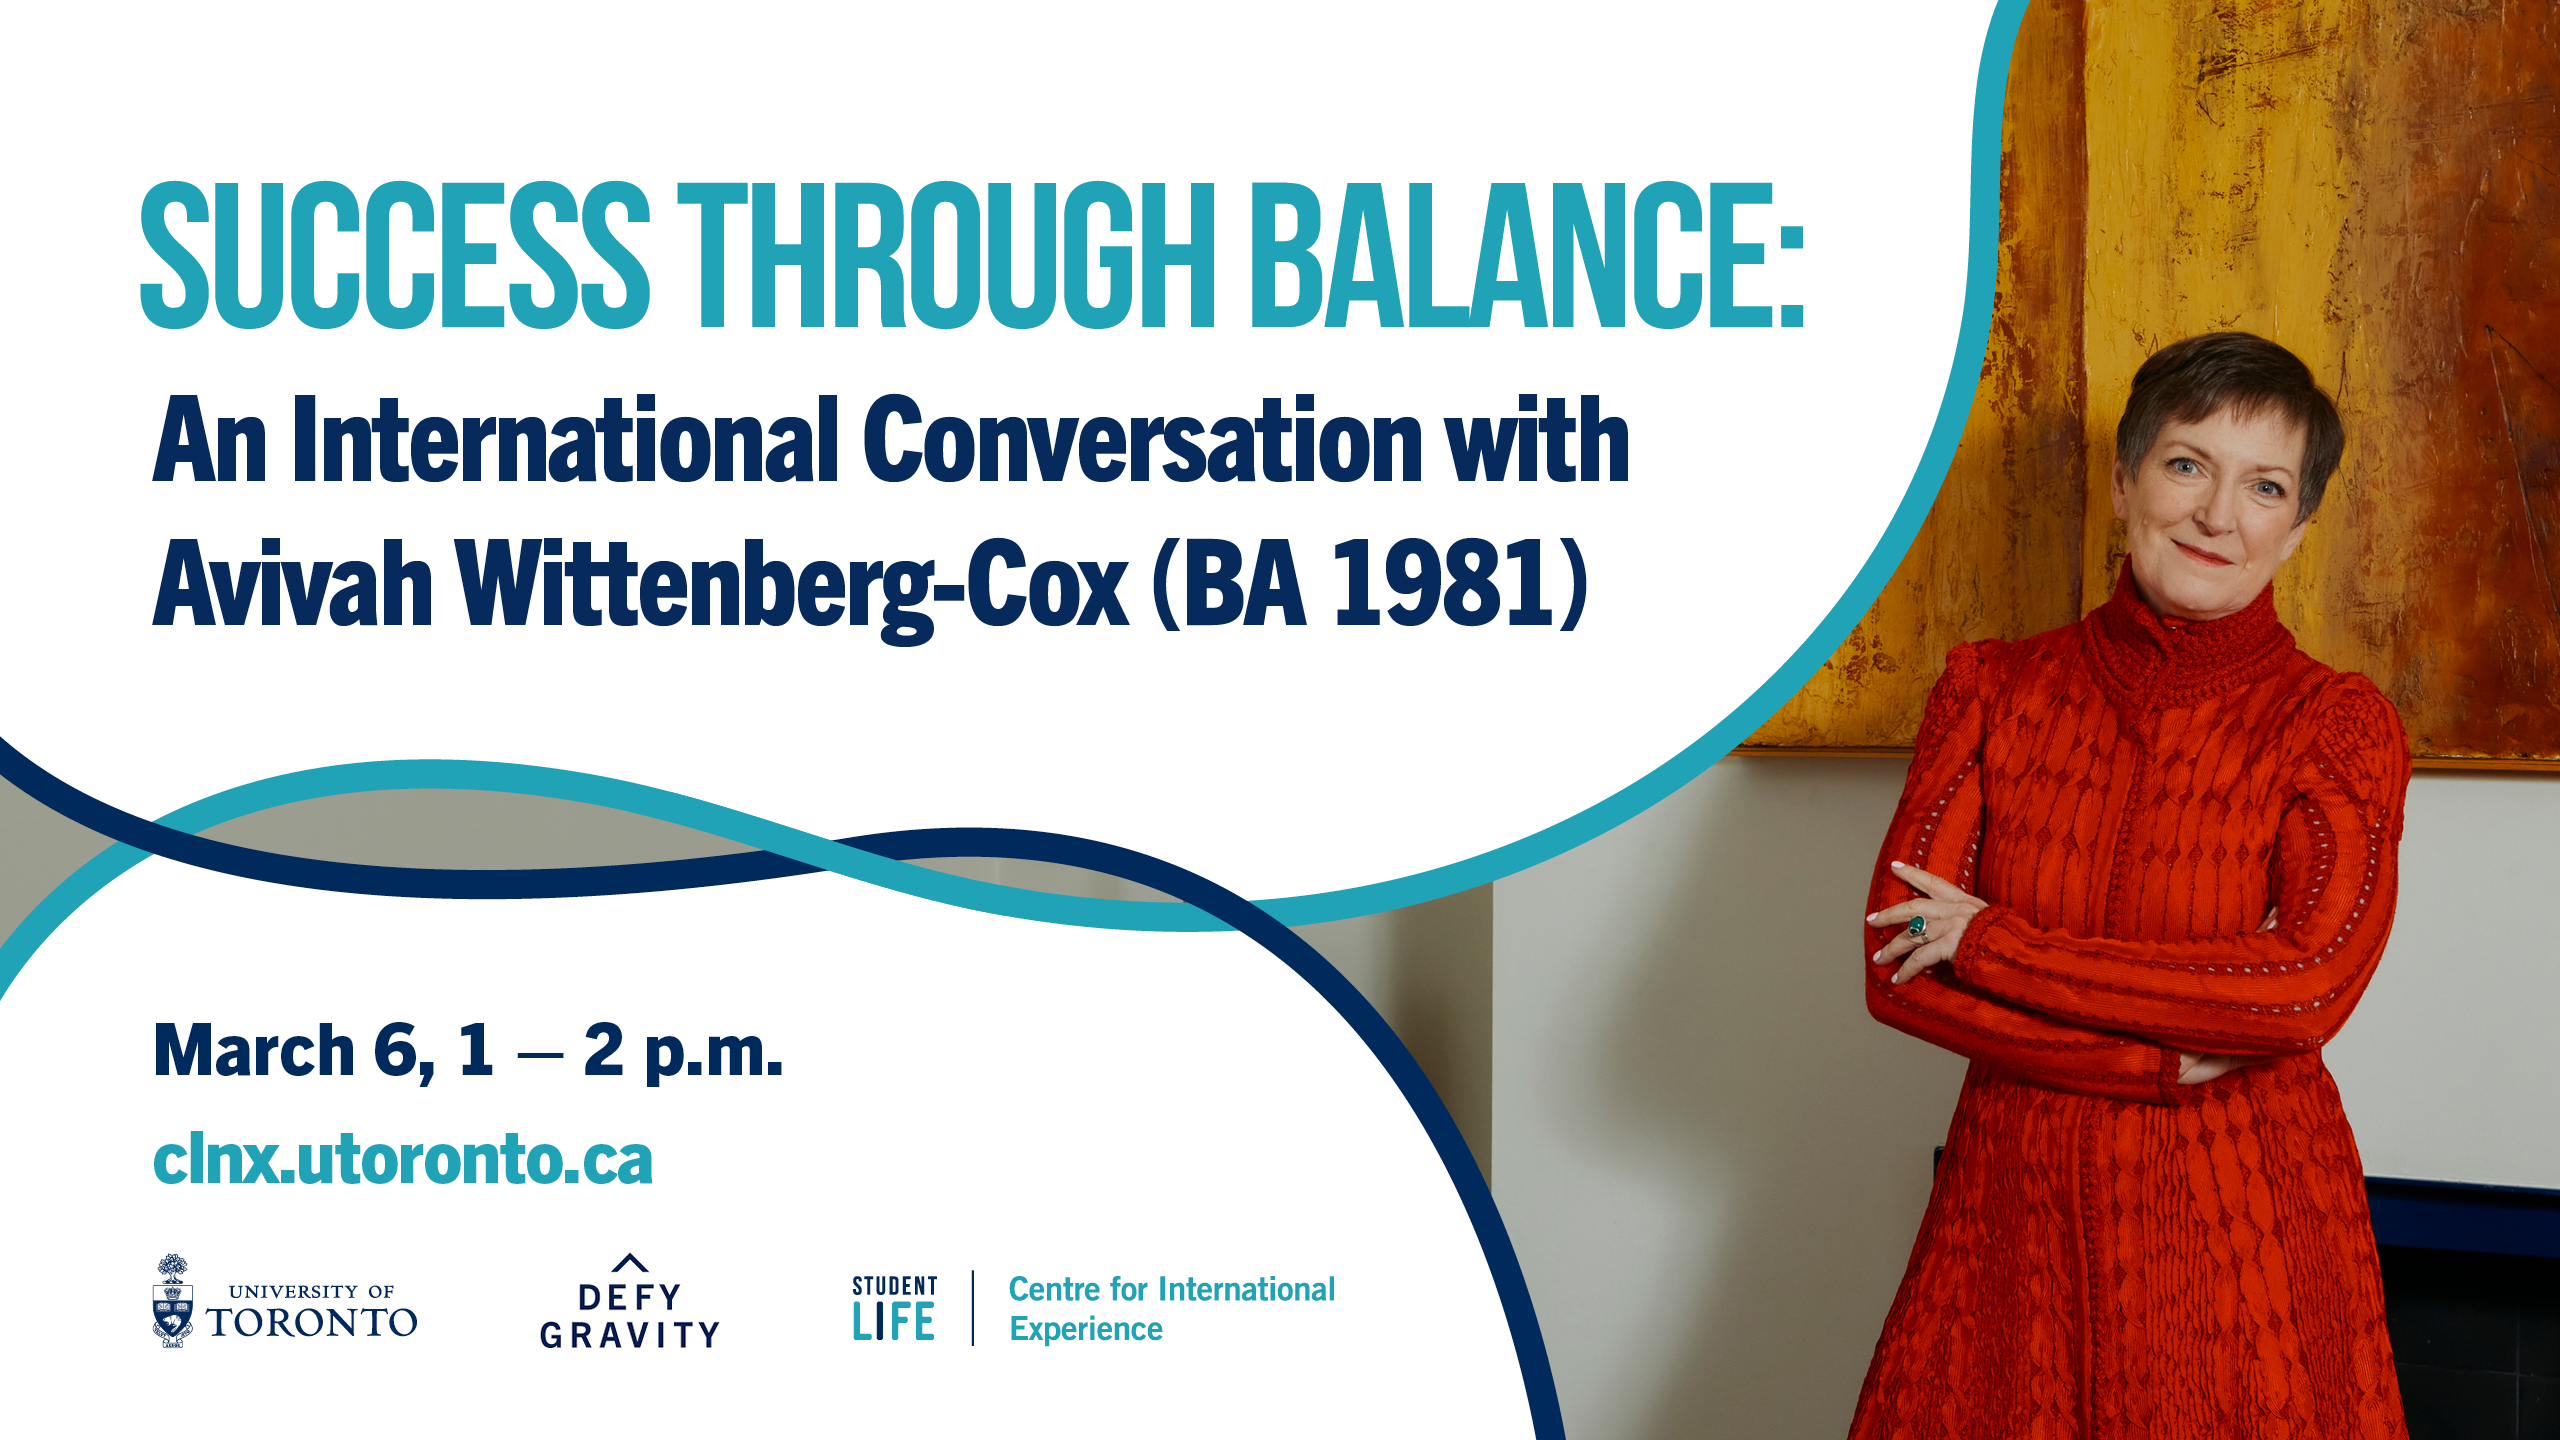 SUCCESS THROUGH BALANCE:
An International Conversation with
Avivah Wittenberg-Cox (BA 1981)
March 6, 1 — 2 p.m.
clnx.utoronto.ca
UNIVERSITY OF
TORONTO
DEFY
GRAVITY
STUDENT
LIFE
Centre for International
Experience